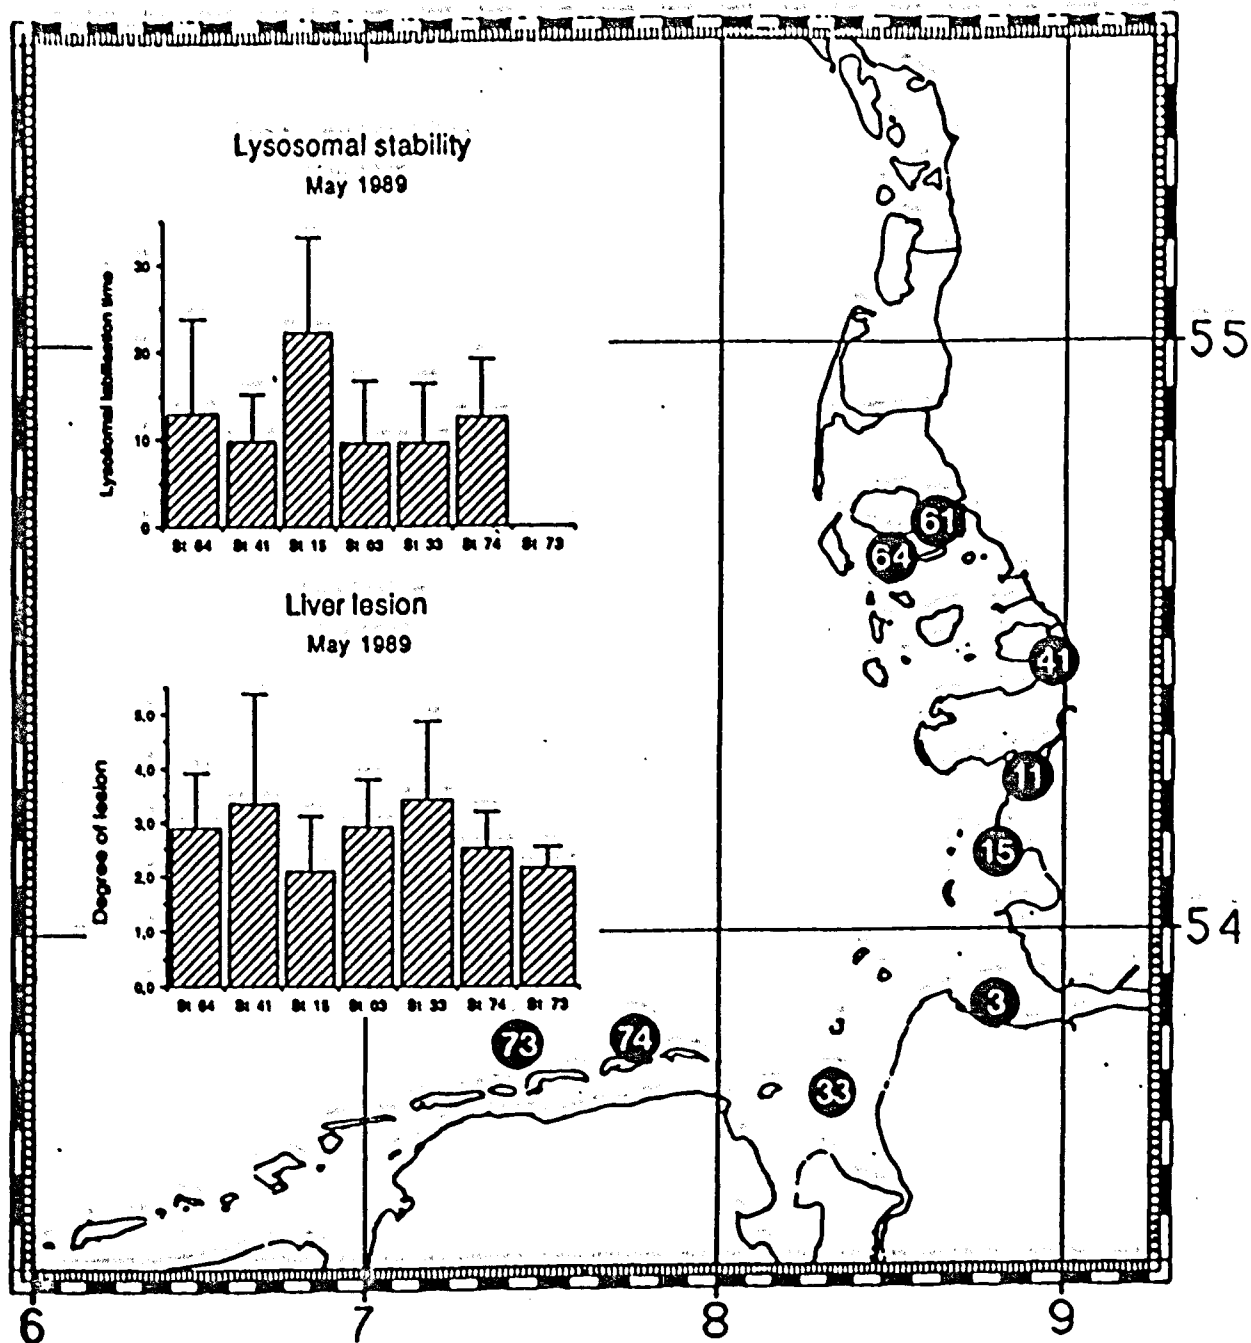 Lysosomal stability
May 1989
Lysosomal labilisation time
30
20
10
0
St 64 St 41 St 15 St 03 St 33 St 74 St 73
Liver lesion
May 1989
Degree of lesion
5,0
4,0
3,0
2,0
1,0
0,0
St 64 St 41 St 15 St 03 St 33 St 74 St 73
55
61
64
41
11
15
54
3
73
74
33
6 7 8 9